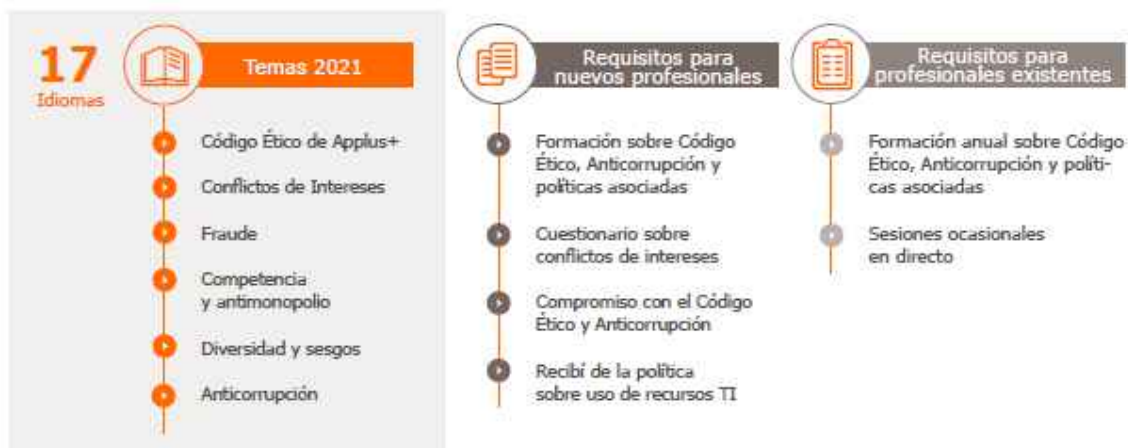 17
Idiomas
Temas 2021
Código Ético de Applus+
Conflictos de Intereses
Fraude
Competencia
y antimonopolio
Diversidad y sesgos
Anticorrupción
Requisitos para
nuevos profesionales
Formación sobre Código
Ético, Anticorrupción y
políticas asociadas
Cuestionario sobre
conflictos de intereses
Compromiso con el Código
Ético y Anticorrupción
Recibí de la política
sobre uso de recursos TI
Requisitos para
profesionales existentes
Formación anual sobre Código
Ético, Anticorrupción y políti-
cas asociadas
Sesiones ocasionales
en directo